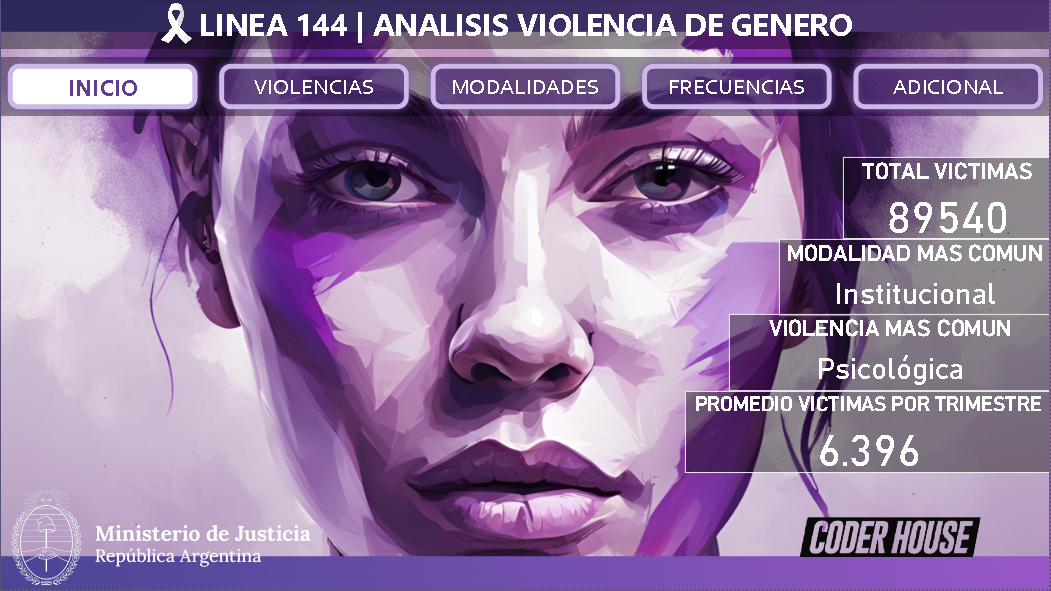 LINEA 144 | ANALISIS VIOLENCIA DE GENERO
INICIO
VIOLENCIAS
MODALIDADES
FRECUENCIAS
ADICIONAL
TOTAL VICTIMAS
89540
MODALIDAD MAS COMUN
Institucional
VIOLENCIA MAS COMUN
Psicológica
PROMEDIO VICTIMAS POR TRIMESTRE
6.396
Ministerio de Justicia
República Argentina
CODER HOUSE